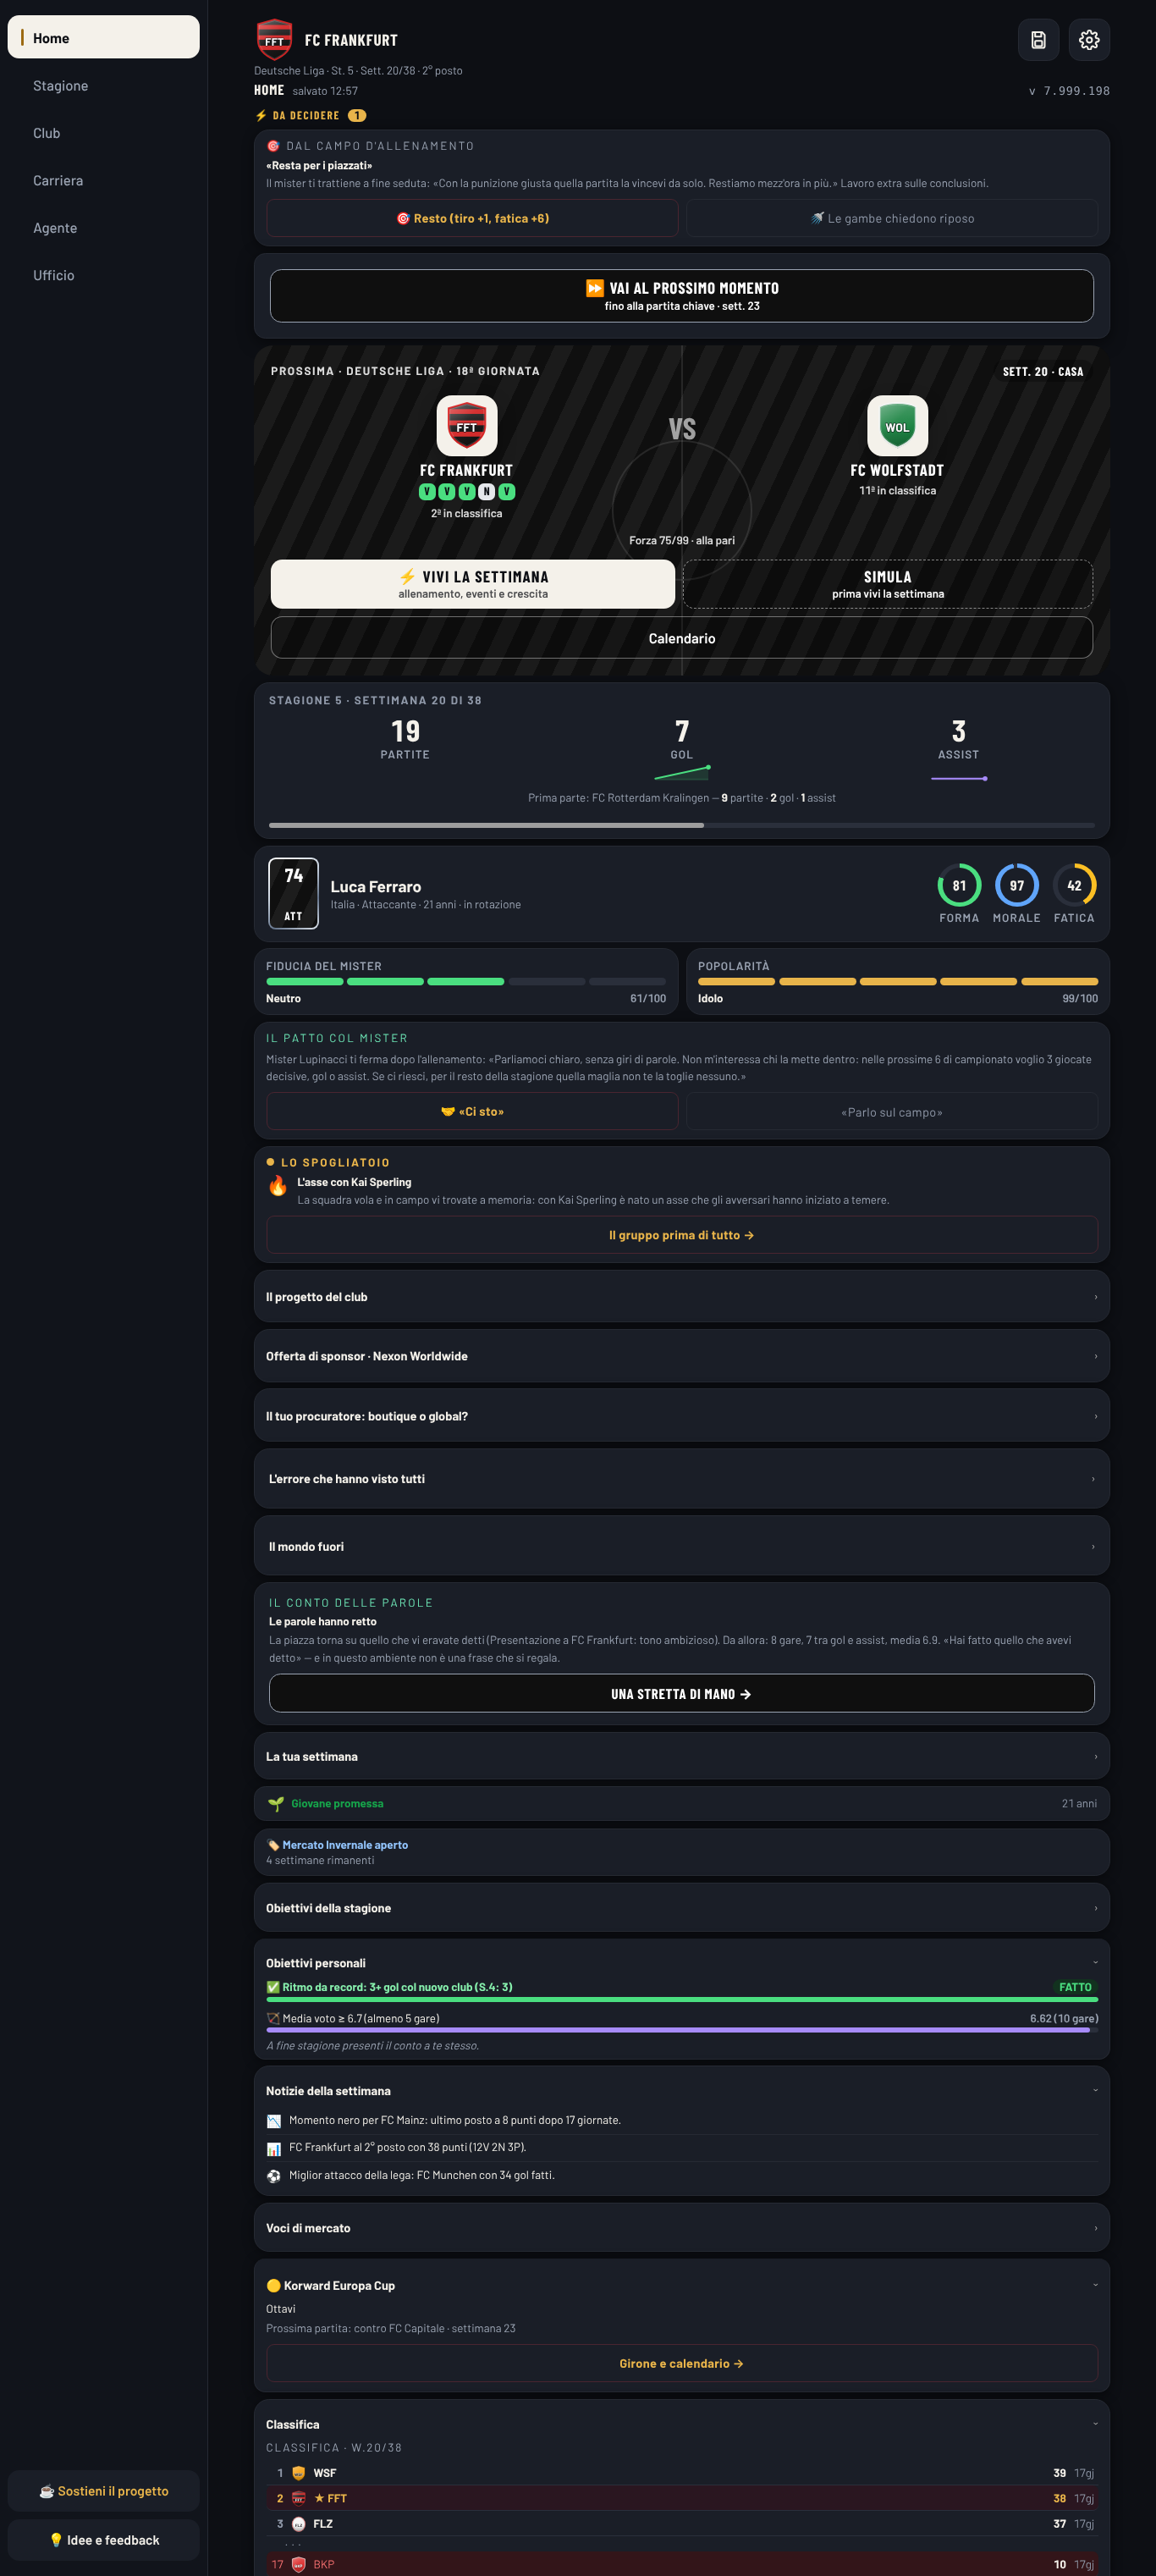 Home
Stagione
Club
Carriera
Agente
Ufficio
☕ Sostieni il progetto
💡 Idee e feedback
FFT
FC FRANKFURT
Deutsche Liga · St. 5 · Sett. 20/38 · 2° posto
HOME salvato 12:57
v 7.999.198
⚡ DA DECIDERE 1
🎯 DAL CAMPO D'ALLENAMENTO
«Resta per i piazzati»
Il mister ti trattiene a fine seduta: «Con la punizione giusta quella partita la vincevi da solo. Restiamo mezz'ora in più.» Lavoro extra sulle conclusioni.
🎯 Resto (tiro +1, fatica +6)
🚿 Le gambe chiedono riposo
⏩ VAI AL PROSSIMO MOMENTO
fino alla partita chiave · sett. 23
PROSSIMA · DEUTSCHE LIGA · 18ª GIORNATA
SETT. 20 · CASA
FFT
VS
WOL
FC FRANKFURT
FC WOLFSTADT
V V V N V
11ª in classifica
2ª in classifica
Forza 75/99 · alla pari
⚡ VIVI LA SETTIMANA
allenamento, eventi e crescita
SIMULA
prima vivi la settimana
Calendario
STAGIONE 5 · SETTIMANA 20 DI 38
19
7
3
PARTITE
GOL
ASSIST
Prima parte: FC Rotterdam Kralingen — 9 partite · 2 gol · 1 assist
74
ATT
Luca Ferraro
Italia · Attaccante · 21 anni · in rotazione
81
97
42
FORMA
MORALE
FATICA
FIDUCIA DEL MISTER
Neutro
61/100
POPOLARITÀ
Idolo
99/100
IL PATTO COL MISTER
Mister Lupinacci ti ferma dopo l'allenamento: «Parliamoci chiaro, senza giri di parole. Non m'interessa chi la mette dentro: nelle prossime 6 di campionato voglio 3 giocate
decisive, gol o assist. Se ci riesci, per il resto della stagione quella maglia non te la toglie nessuno.»
🤝 «Ci sto»
«Parlo sul campo»
LO SPOGLIATOIO
🔥 L'asse con Kai Sperling
La squadra vola e in campo vi trovate a memoria: con Kai Sperling è nato un asse che gli avversari hanno iniziato a temere.
Il gruppo prima di tutto →
Il progetto del club ›
Offerta di sponsor · Nexon Worldwide ›
Il tuo procuratore: boutique o global? ›
L'errore che hanno visto tutti ›
Il mondo fuori ›
IL CONTO DELLE PAROLE
Le parole hanno retto
La piazza torna su quello che vi eravate detti (Presentazione a FC Frankfurt: tono ambizioso). Da allora: 8 gare, 7 tra gol e assist, media 6.9. «Hai fatto quello che avevi
detto» — e in questo ambiente non è una frase che si regala.
UNA STRETTA DI MANO →
La tua settimana ›
🌱 Giovane promessa
21 anni
🏷️ Mercato Invernale aperto
4 settimane rimanenti
Obiettivi della stagione ›
Obiettivi personali
✅ Ritmo da record: 3+ gol col nuovo club (S.4: 3)
FATTO
🏹 Media voto ≥ 6.7 (almeno 5 gare)
6.62 (10 gare)
A fine stagione presenti il conto a te stesso.
Notizie della settimana
📉 Momento nero per FC Mainz: ultimo posto a 8 punti dopo 17 giornate.
📊 FC Frankfurt al 2° posto con 38 punti (12V 2N 3P).
⚽ Miglior attacco della lega: FC Munchen con 34 gol fatti.
Voci di mercato ›
🟡 Korward Europa Cup
Ottavi
Prossima partita: contro FC Capitale · settimana 23
Girone e calendario →
Classifica
CLASSIFICA · W.20/38
1 WSF 39 17gj
2 ★ FFT 38 17gj
3 FLZ 37 17gj
···
17 BKP 10 17gj